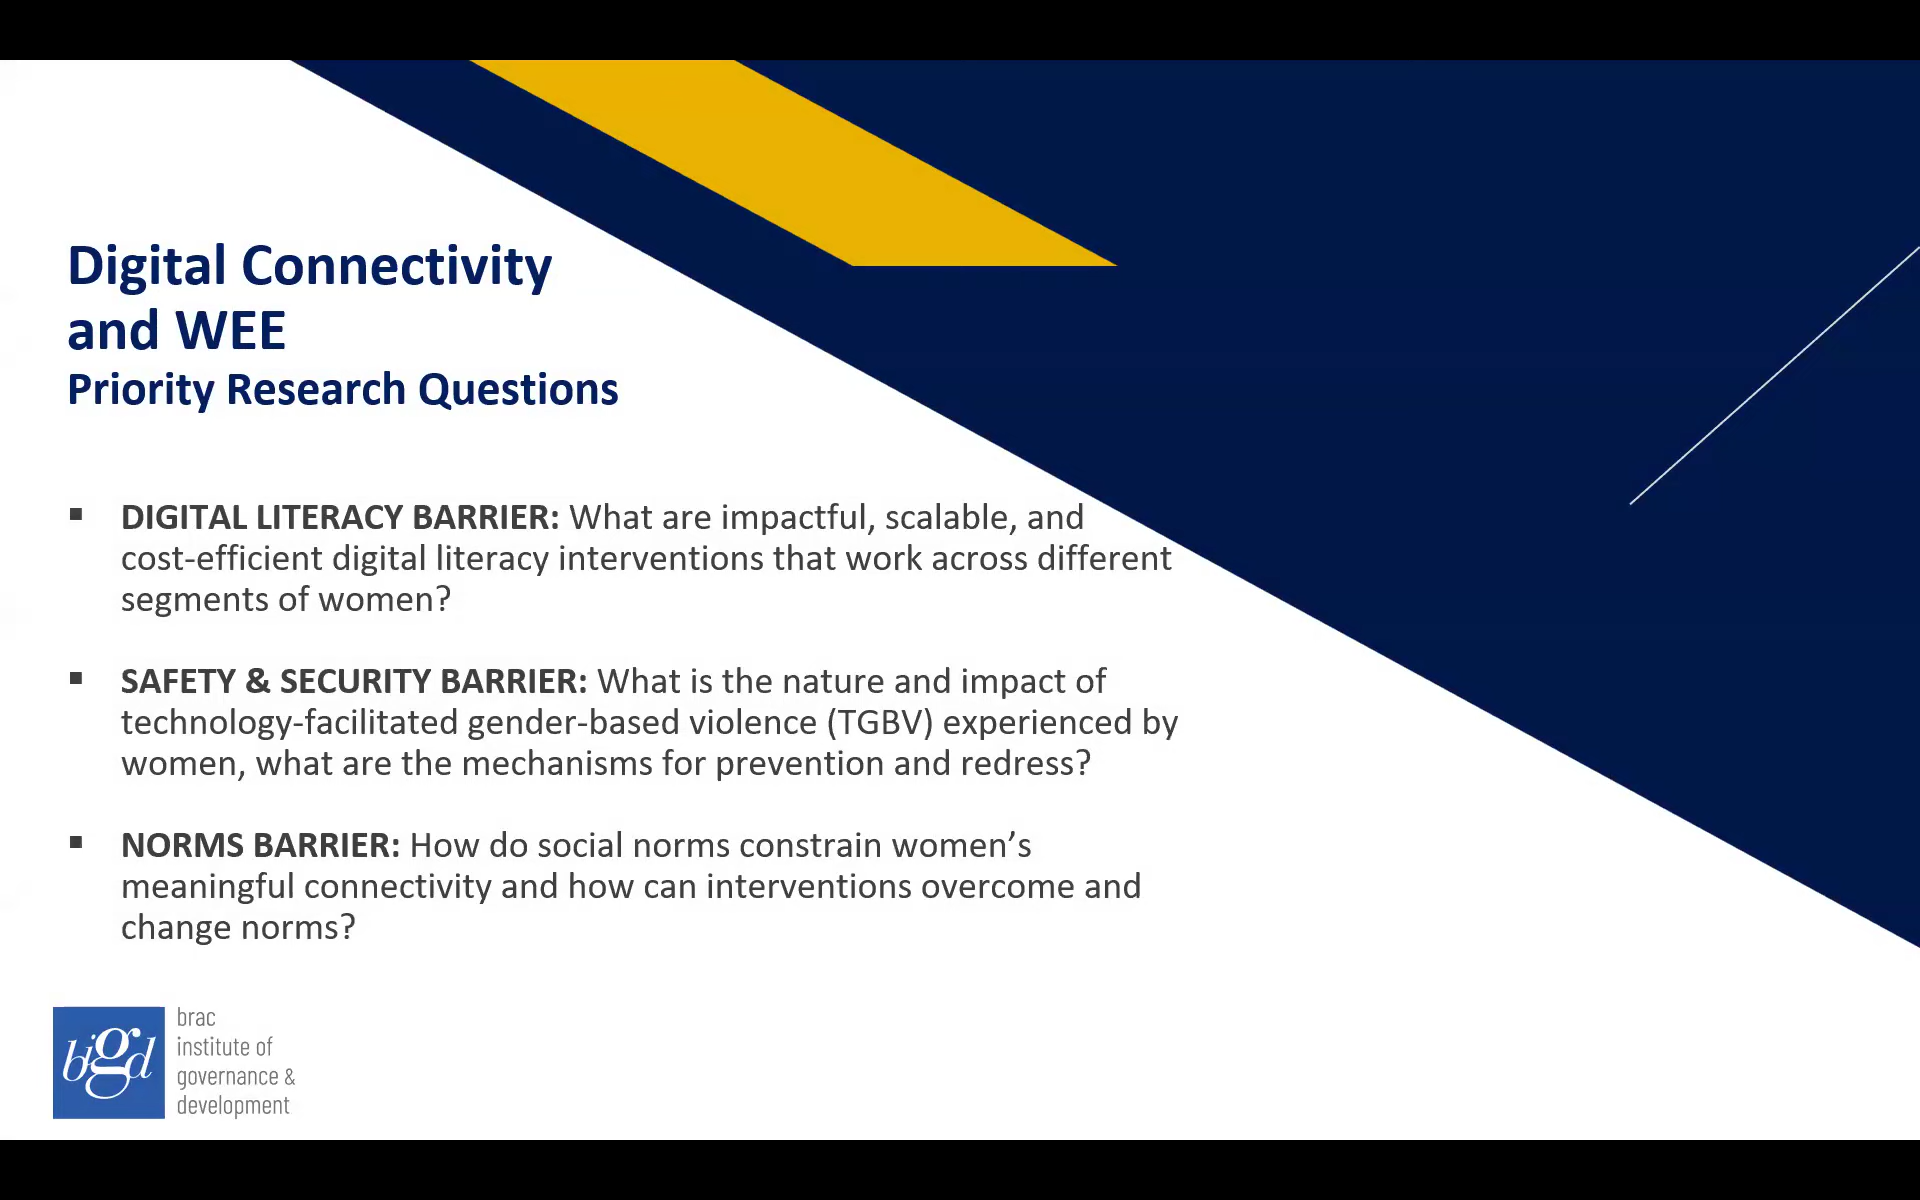 Digital Connectivity
and WEE
Priority Research Questions
▪ DIGITAL LITERACY BARRIER: What are impactful, scalable, and
cost-efficient digital literacy interventions that work across different
segments of women?
▪ SAFETY & SECURITY BARRIER: What is the nature and impact of
technology-facilitated gender-based violence (TGBV) experienced by
women, what are the mechanisms for prevention and redress?
▪ NORMS BARRIER: How do social norms constrain women’s
meaningful connectivity and how can interventions overcome and
change norms?
bigd
brac
institute of
governance &
development